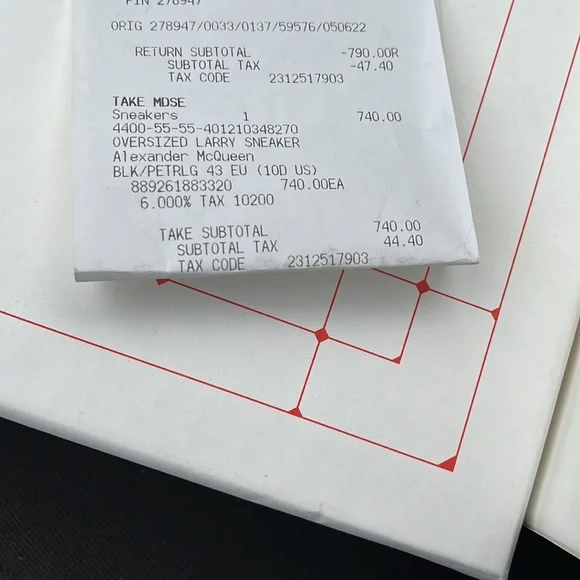 PIN 278947
ORIG 278947/0033/0137/59576/050622
RETURN SUBTOTAL -790.00R
SUBTOTAL TAX -47.40
TAX CODE 2312517903
TAKE MDSE
Sneakers 1 740.00
4400-55-55-401210348270
OVERSIZED LARRY SNEAKER
Alexander McQueen
BLK/PETRLG 43 EU (10D US)
889261883320 740.00EA
6.000% TAX 10200
TAKE SUBTOTAL 740.00
SUBTOTAL TAX 44.40
TAX CODE 2312517903